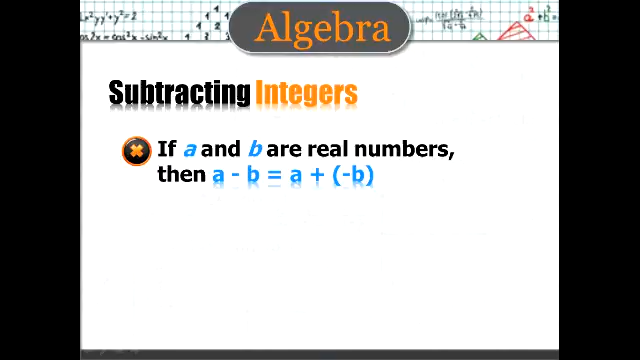 Algebra
Subtracting Integers
If a and b are real numbers,
then a - b = a + (-b)